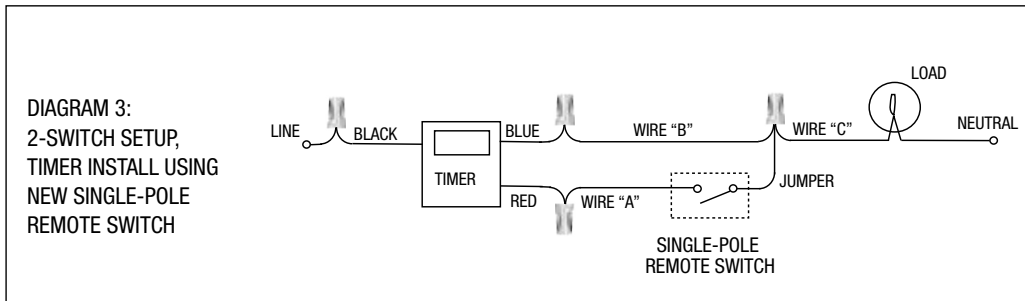 DIAGRAM 3:
2-SWITCH SETUP,
TIMER INSTALL USING
NEW SINGLE-POLE
REMOTE SWITCH
LINE
BLACK
TIMER
BLUE
RED
WIRE “B”
WIRE “A”
WIRE “C”
JUMPER
SINGLE-POLE
REMOTE SWITCH
LOAD
NEUTRAL